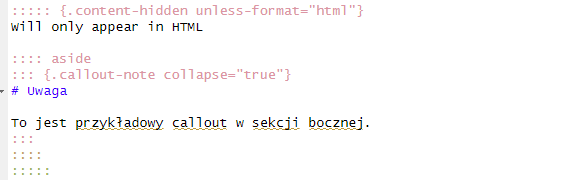 ::::: {.content-hidden unless-format="html"}
Will only appear in HTML
:::: aside
::: {.callout-note collapse="true"}
# Uwaga
To jest przykładowy callout w sekcji bocznej.
:::
::::
:::::